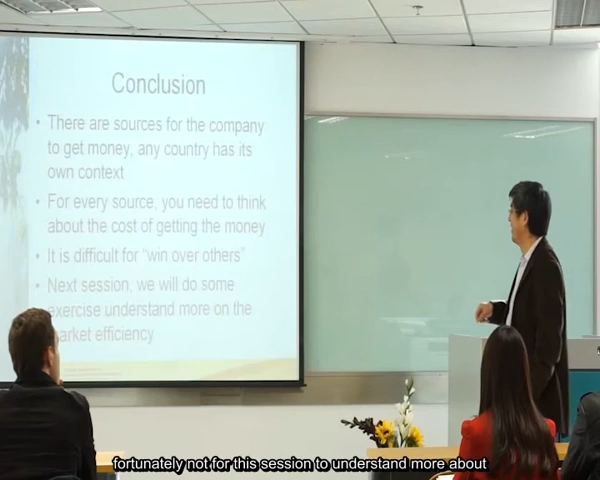 Conclusion
• There are sources for the company
to get money, any country has its
own context
• For every source, you need to think
about the cost of getting the money
• It is difficult for "win over others"
• Next session, we will do some
exercise understand more on the
market efficiency
fortunately not for this session to understand more about